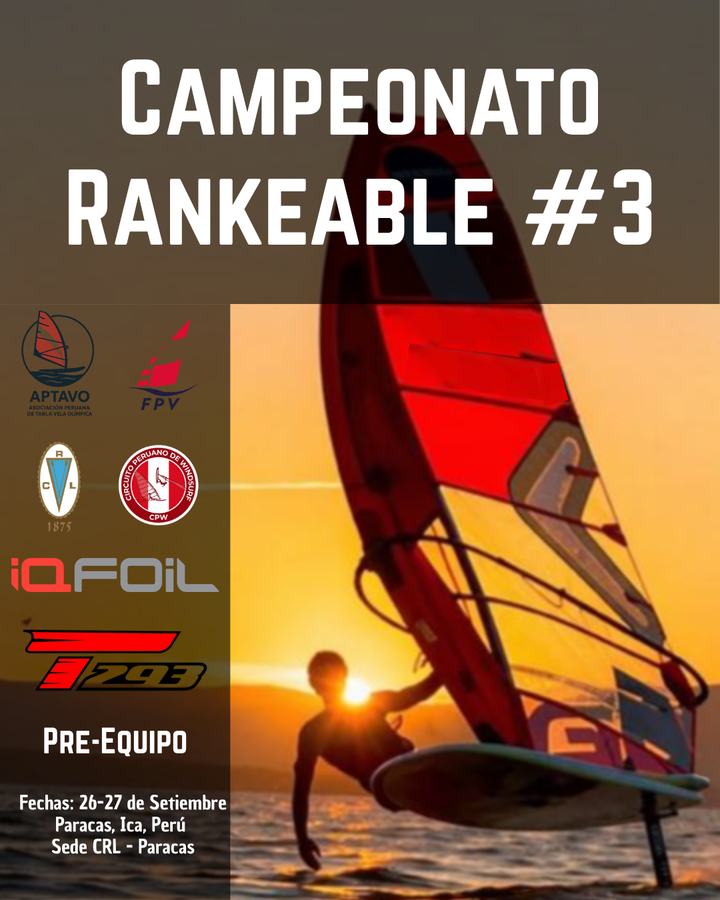 CAMPEONATO
RANKEABLE #3
APTAVO
ASOCIACIÓN PERUANA
DE TABLA VELA OLÍMPICA
FPV
R
C L
1875
CIRCUITO PERUANO DE WINDSURF
CPW
iQFOiL
T293
PRE-EQUIPO
Fechas: 26-27 de Setiembre
Paracas, Ica, Perú
Sede CRL - Paracas